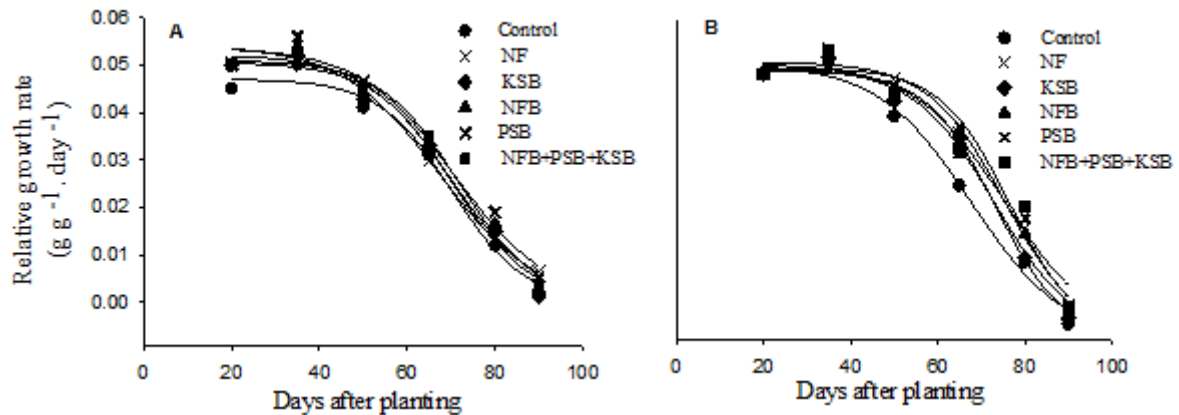 A
Relative growth rate
(g g -1. day -1)
0.06
0.05
0.04
0.03
0.02
0.01
0.00
0 20 40 60 80 100
Days after planting
Control
NF
KSB
NFB
PSB
NFB+PSB+KSB
B
0 20 40 60 80 100
Days after planting
Control
NF
KSB
NFB
PSB
NFB+PSB+KSB